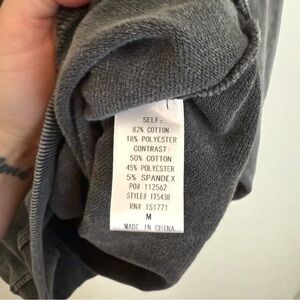 SELF:
82% COTTON
18% POLYESTER
CONTRAST:
50% COTTON
45% POLYESTER
5% SPANDEX
PO# 112562
STYLE# 115438
RN# 151771
M
MADE IN CHINA